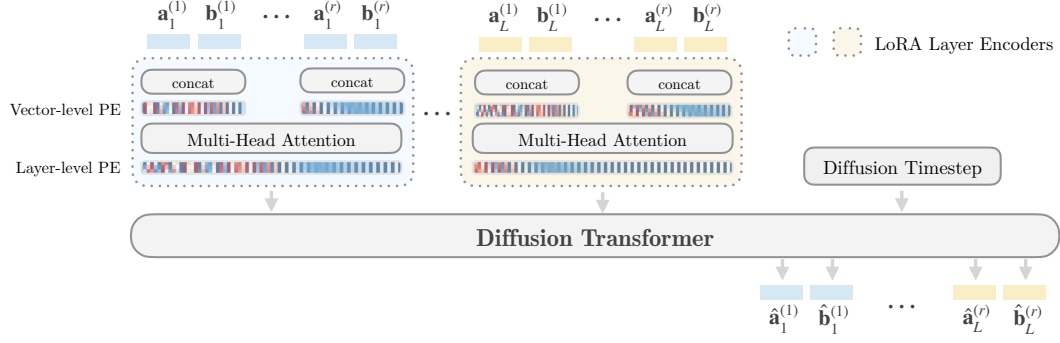 a_1^(1) b_1^(1) ... a_1^(r) b_1^(r) a_L^(1) b_L^(1) ... a_L^(r) b_L^(r)
LoRA Layer Encoders
concat concat concat concat
Vector-level PE ...
Multi-Head Attention Multi-Head Attention
Layer-level PE
Diffusion Timestep
Diffusion Transformer
...
â_1^(1) b̂_1^(1) â_L^(r) b̂_L^(r)